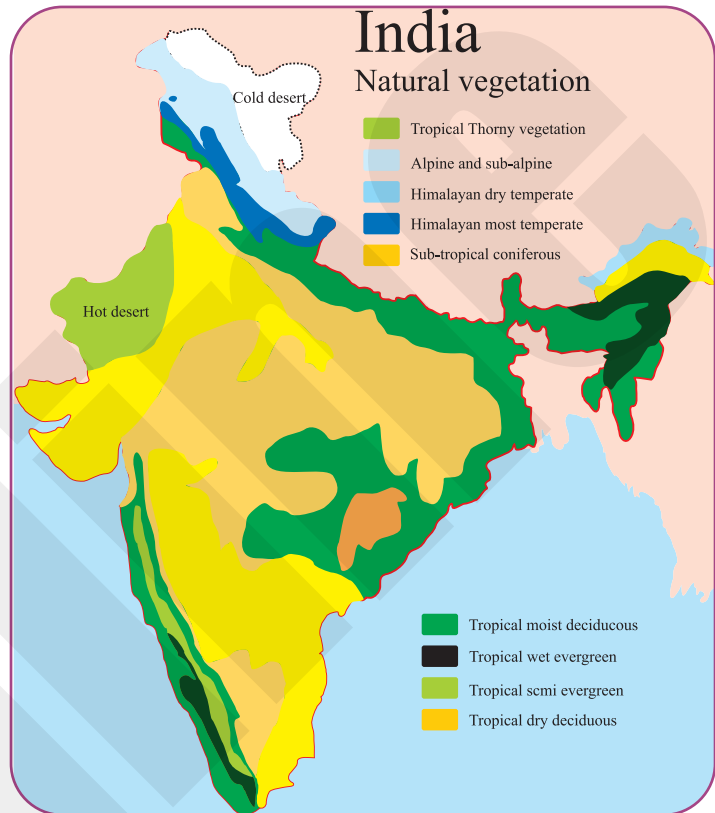 India
Natural vegetation
Cold desert
Tropical Thorny vegetation
Alpine and sub-alpine
Himalayan dry temperate
Himalayan most temperate
Sub-tropical coniferous
Hot desert
Tropical moist deciducous
Tropical wet evergreen
Tropical scmi evergreen
Tropical dry deciduous